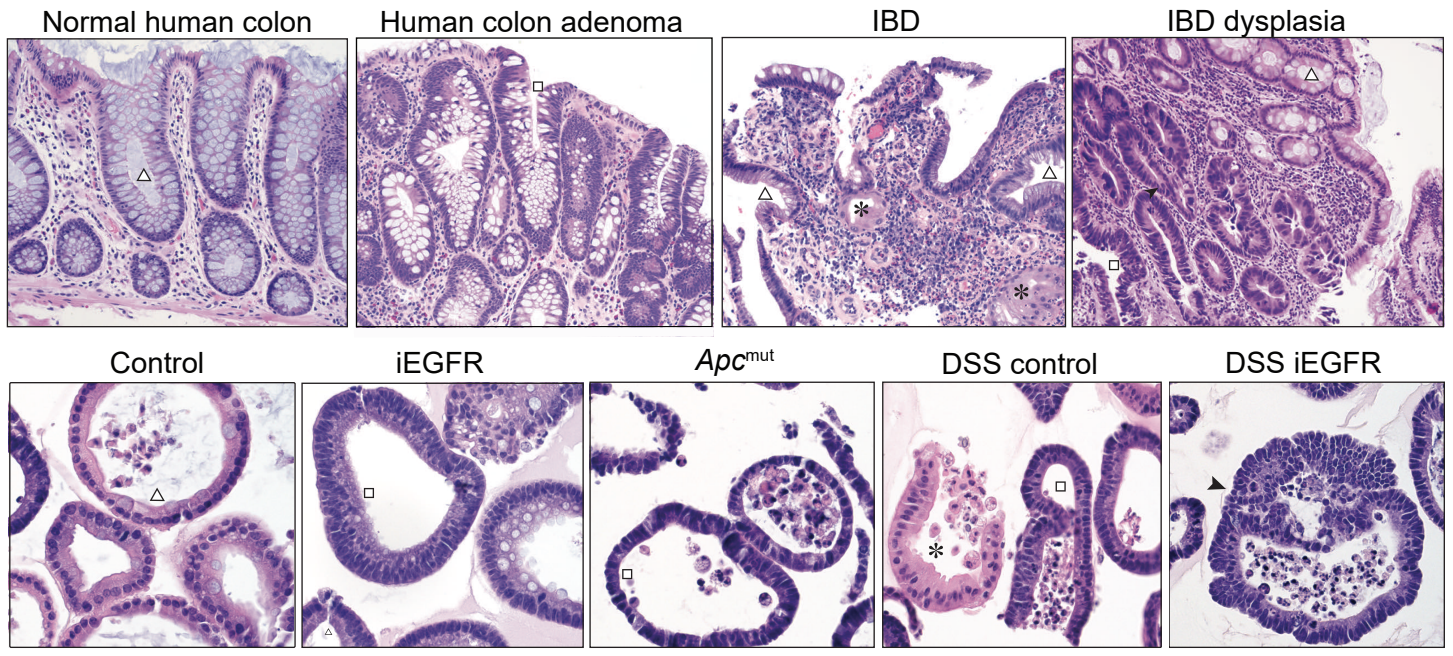 Normal human colon
Human colon adenoma
IBD
IBD dysplasia
Control
iEGFR
Apcmut
DSS control
DSS iEGFR